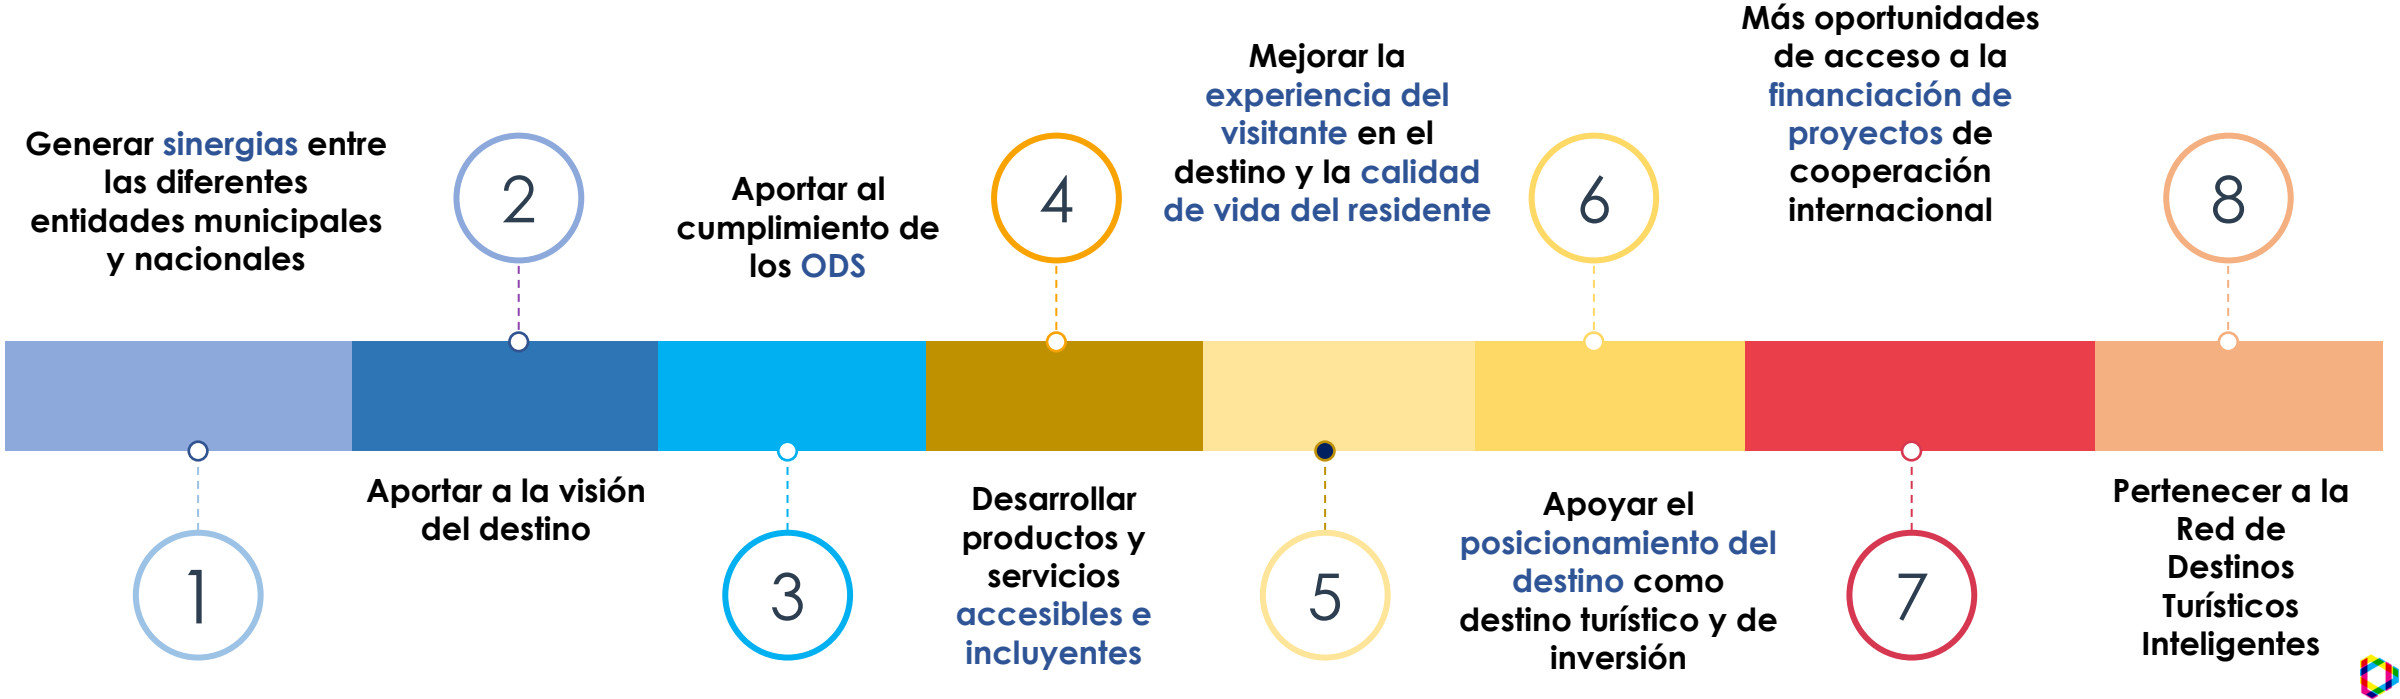 Generar sinergias entre
las diferentes
entidades municipales
y nacionales
1
2
Aportar a la visión
del destino
Aportar al
cumplimiento de
los ODS
3
4
Desarrollar
productos y
servicios
accesibles e
incluyentes
Mejorar la
experiencia del
visitante en el
destino y la calidad
de vida del residente
5
6
Apoyar el
posicionamiento del
destino como
destino turístico y de
inversión
Más oportunidades
de acceso a la
financiación de
proyectos de
cooperación
internacional
7
8
Pertenecer a la
Red de
Destinos
Turísticos
Inteligentes